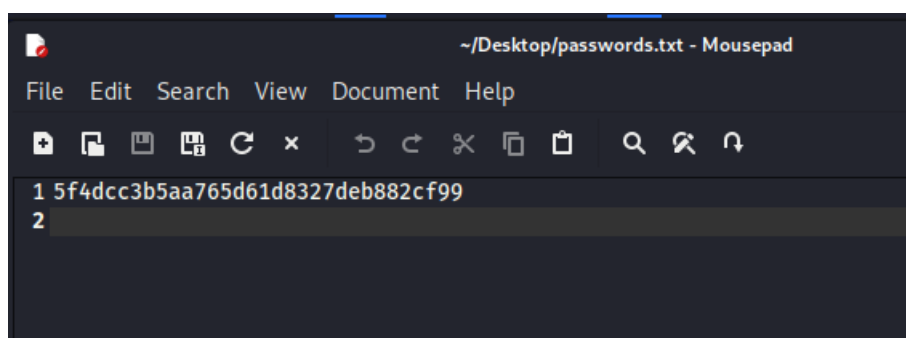 ~/Desktop/passwords.txt - Mousepad
File Edit Search View Document Help
1 5f4dcc3b5aa765d61d8327deb882cf99
2